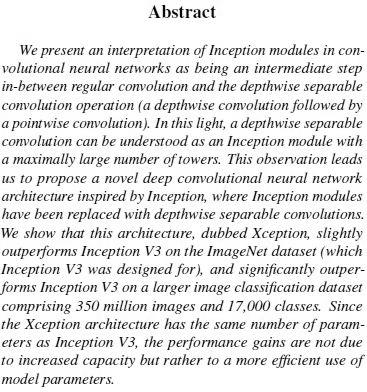 Abstract
We present an interpretation of Inception modules in con-
volutional neural networks as being an intermediate step
in-between regular convolution and the depthwise separable
convolution operation (a depthwise convolution followed by
a pointwise convolution). In this light, a depthwise separable
convolution can be understood as an Inception module with
a maximally large number of towers. This observation leads
us to propose a novel deep convolutional neural network
architecture inspired by Inception, where Inception modules
have been replaced with depthwise separable convolutions.
We show that this architecture, dubbed Xception, slightly
outperforms Inception V3 on the ImageNet dataset (which
Inception V3 was designed for), and significantly outper-
forms Inception V3 on a larger image classification dataset
comprising 350 million images and 17,000 classes. Since
the Xception architecture has the same number of param-
eters as Inception V3, the performance gains are not due
to increased capacity but rather to a more efficient use of
model parameters.